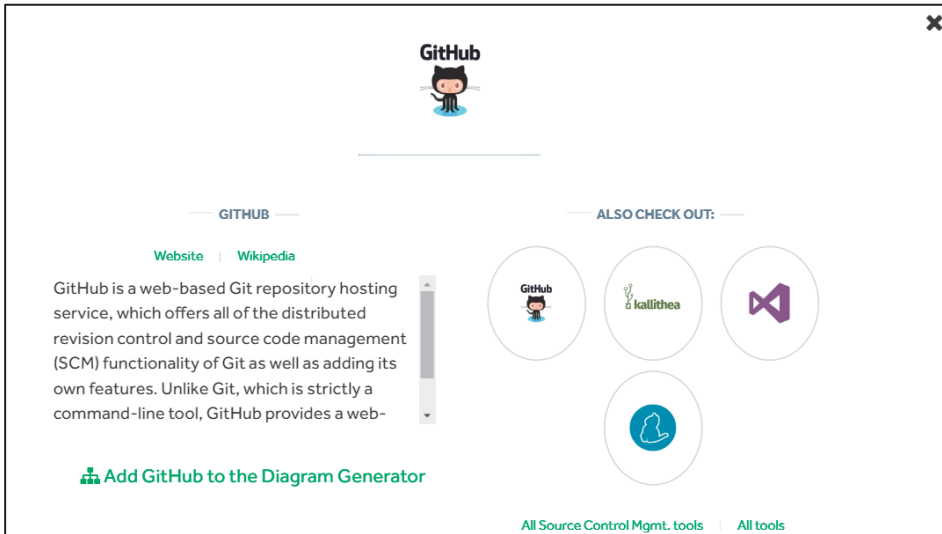 GitHub
GITHUB
Website | Wikipedia
GitHub is a web-based Git repository hosting
service, which offers all of the distributed
revision control and source code management
(SCM) functionality of Git as well as adding its
own features. Unlike Git, which is strictly a
command-line tool, GitHub provides a web-
Add GitHub to the Diagram Generator
ALSO CHECK OUT:
GitHub
kallithea
All Source Control Mgmt. tools | All tools